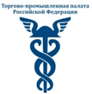 Торгово-промышленная палата
Российской Федерации